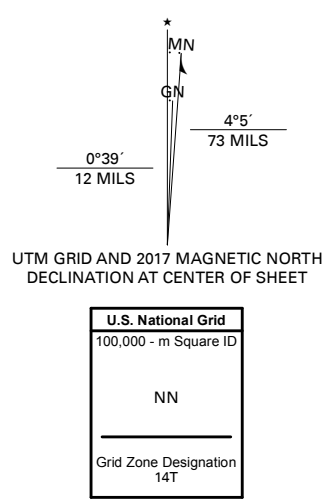 ★
MN
GN
4°5´
73 MILS
0°39´
12 MILS
UTM GRID AND 2017 MAGNETIC NORTH
DECLINATION AT CENTER OF SHEET
U.S. National Grid
100,000 - m Square ID
NN
Grid Zone Designation
14T